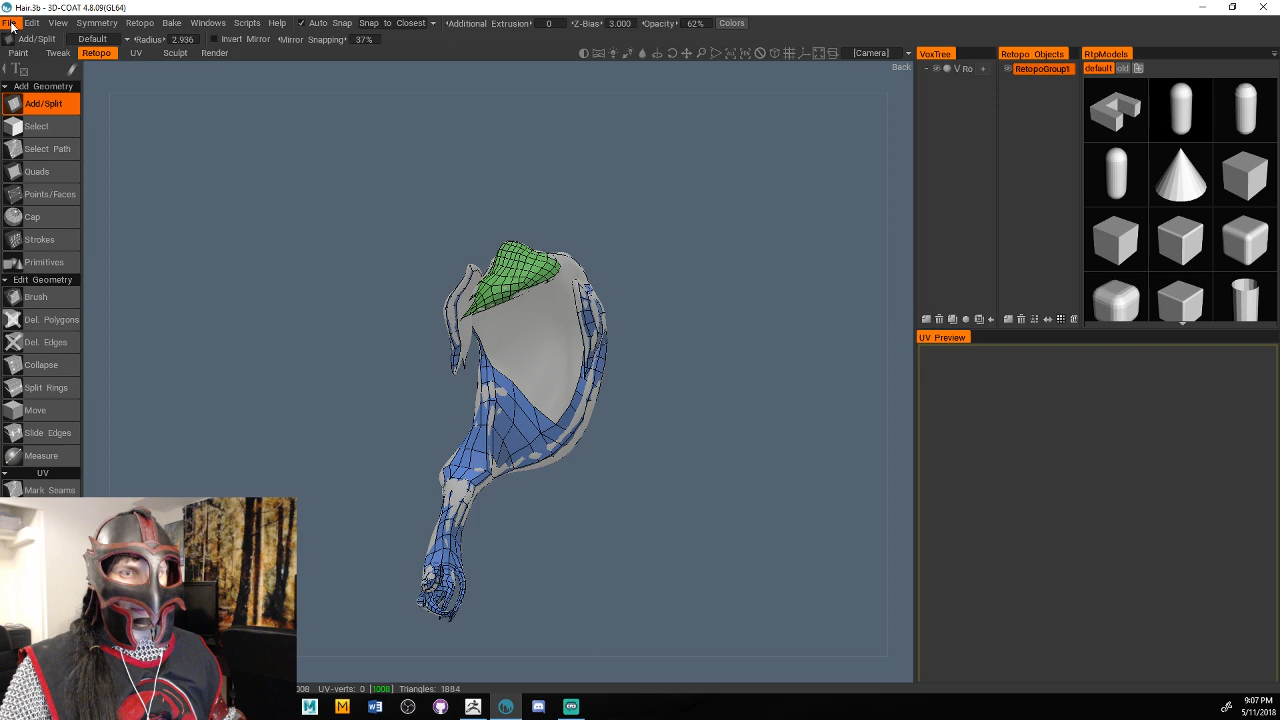 Hair.3b - 3D-COAT 4.8.09(GL64)
File Edit View Symmetry Retopo Bake Windows Scripts Help Auto Snap Snap to Closest Additional Extrusion 0 Z-Bias 3.000 Opacity 62% Colors
Add/Split Default Radius 2.936 Invert Mirror Mirror Snapping 37%
Paint Tweak Retopo UV Sculpt Render [Camera] VoxTree Retopo Objects RtpModels
Back V Ro + RetopoGroup1 default old
Add Geometry
Add/Split
Select
Select Path
Quads
Points/Faces
Cap
Strokes
Primitives
Edit Geometry
Brush
Del. Polygons
Del. Edges
Collapse
Split Rings
Move
Slide Edges
Measure
UV
Mark Seams
UV Preview
008 UV-verts: 0 [1008] Triangles: 1884
9:07 PM
5/11/2018